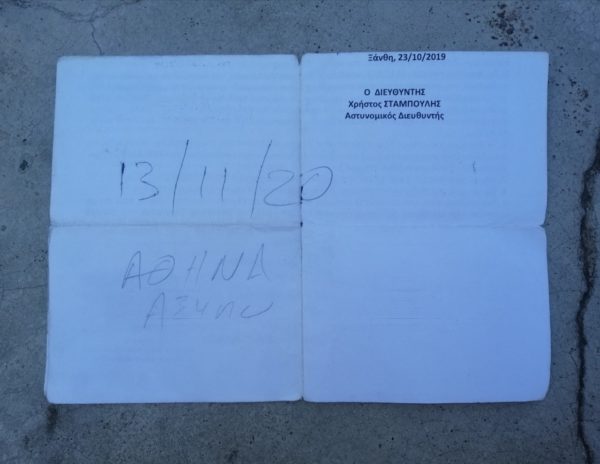 Ξάνθη, 23/10/2019
Ο ΔΙΕΥΘΥΝΤΗΣ
Χρήστος ΣΤΑΜΠΟΥΛΗΣ
Αστυνομικός Διευθυντής
13/11/20
ΑΘΗΝΑ